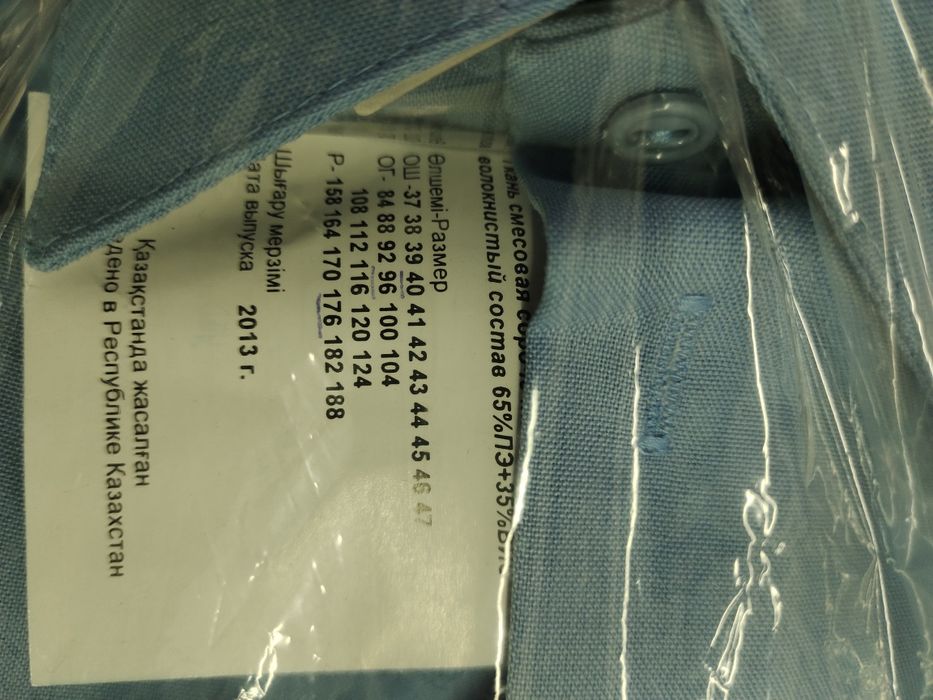 ткань смесовая
волокнистый состав 65%ПЭ+35%
Өлшемі-Размер
ОШ -37 38 39 40 41 42 43 44 45 46 47
ОГ- 84 88 92 96 100 104
108 112 116 120 124
Р- 158 164 170 176 182 188
Шығару мерзімі
ата выпуска 2013 г.
Қазақстанда жасалған
дено в Республике Казахстан